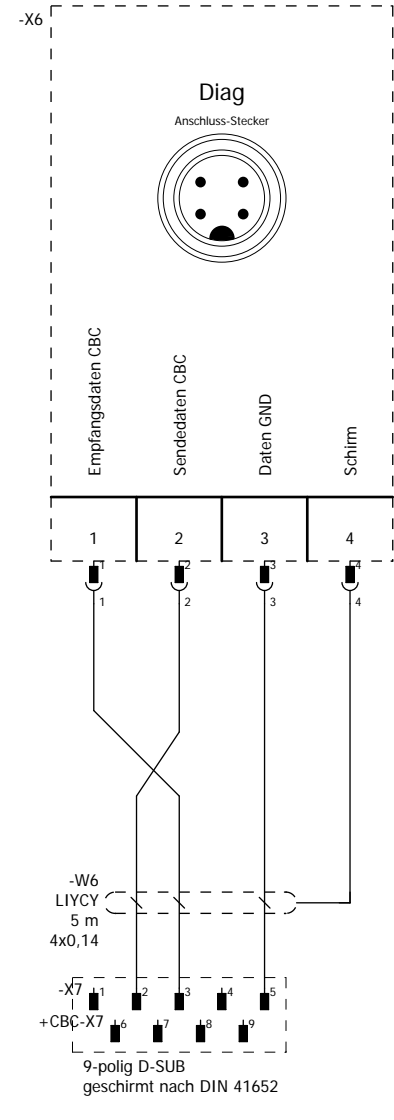 -X6
Diag
Anschluss-Stecker
Empfangsdaten CBC
Sendedaten CBC
Daten GND
Schirm
1 2 3 4
1 2 3 4
1 2 3 4
-W6
LIYCY
5 m
4x0,14
-X7 1 2 3 4 5
+CBC-X7 6 7 8 9
9-polig D-SUB
geschirmt nach DIN 41652